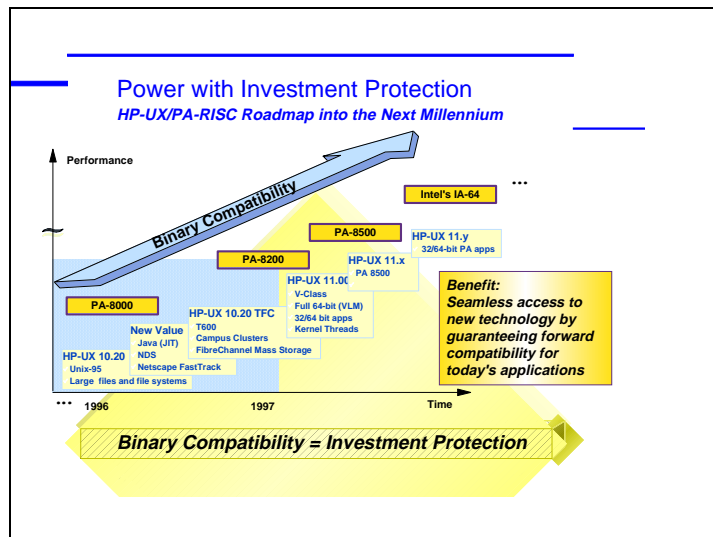 Power with Investment Protection
HP-UX/PA-RISC Roadmap into the Next Millennium
Performance
Binary Compatibility
Intel's IA-64
...
PA-8500
HP-UX 11.y
32/64-bit PA apps
PA-8200
HP-UX 11.x
PA 8500
HP-UX 11.00
V-Class
Full 64-bit (VLM)
32/64 bit apps
Kernel Threads
PA-8000
HP-UX 10.20 TFC
T600
Campus Clusters
FibreChannel Mass Storage
New Value
Java (JIT)
NDS
Netscape FastTrack
HP-UX 10.20
Unix-95
Large files and file systems
Benefit:
Seamless access to
new technology by
guaranteeing forward
compatibility for
today's applications
...
1996
1997
Time
Binary Compatibility = Investment Protection